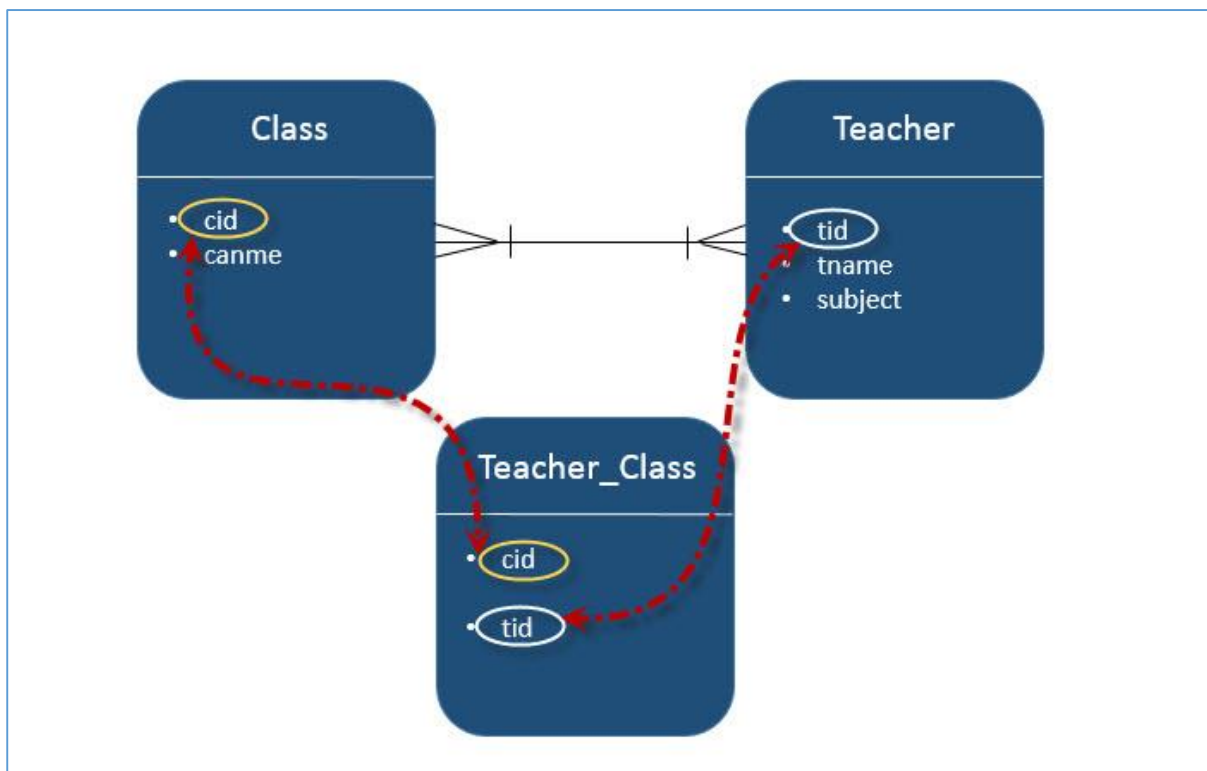 Class
• cid
• canme
Teacher
• tid
• tname
• subject
Teacher_Class
• cid
• tid